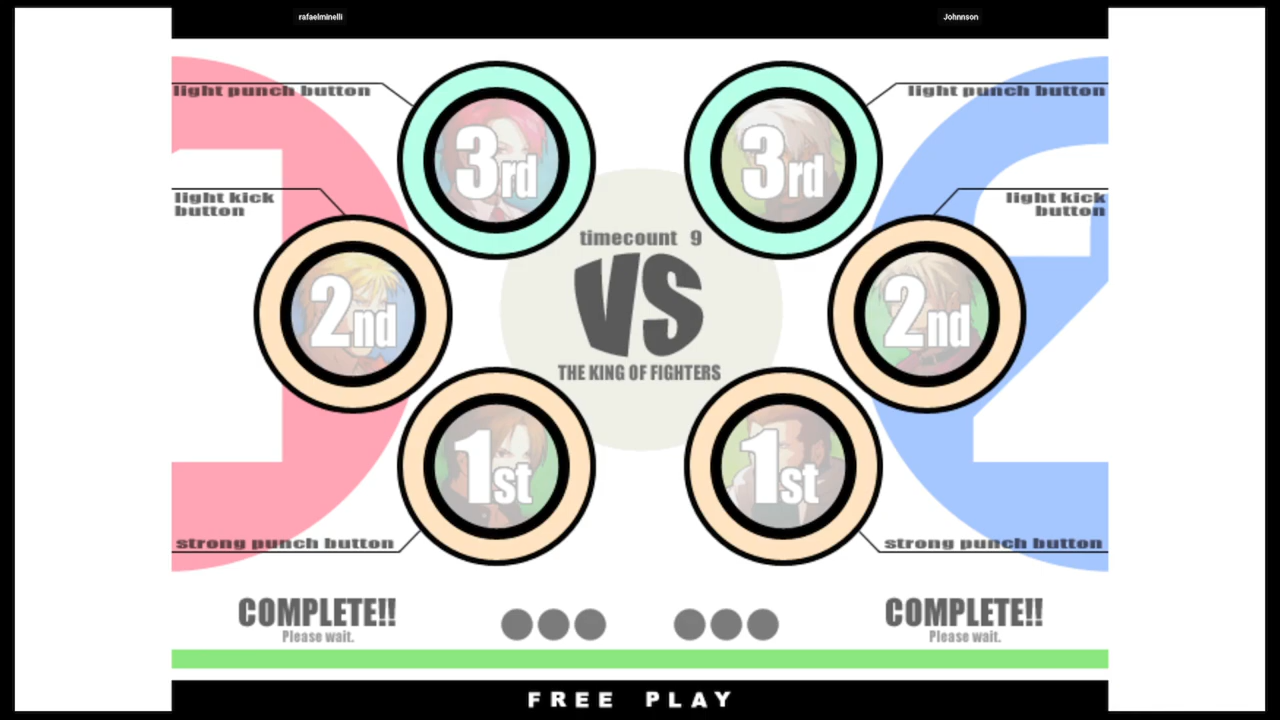 rafaelminelli
Johnnson
light punch button
light punch button
3rd
3rd
light kick
button
light kick
button
timecount 9
VS
THE KING OF FIGHTERS
2nd
2nd
1st
1st
strong punch button
strong punch button
COMPLETE!!
Please wait.
COMPLETE!!
Please wait.
FREE PLAY